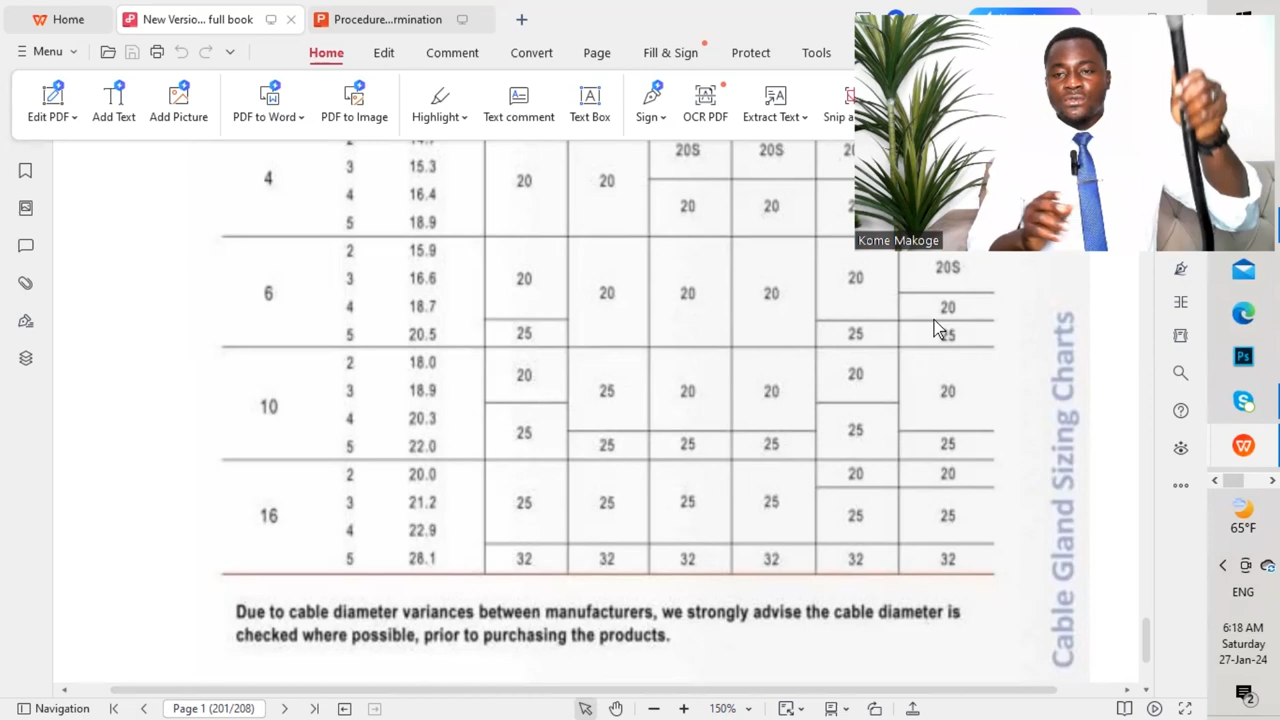 Home
New Versio... full book
Procedure...rmination
Menu
Home
Edit
Comment
Convert
Page
Fill & Sign
Protect
Tools
Edit PDF
Add Text
Add Picture
PDF to Word
PDF to Image
Highlight
Text comment
Text Box
Sign
OCR PDF
Extract Text
Snip a
Kome Makoge
20S 20S
3 15.3
4 20 20
4 16.4
20 20
5 18.9
2 15.9
20S
3 16.6 20 20
6 20 20 20
4 18.7 20
5 20.5 25 25 25
2 18.0
3 18.9 20 25 20 20 20 20
10
4 20.3
25 25
5 22.0 25 25 25 25
2 20.0 20 20
3 21.2 25 25 25 25
16 25 25
4 22.9
5 28.1 32 32 32 32 32 32
Due to cable diameter variances between manufacturers, we strongly advise the cable diameter is
checked where possible, prior to purchasing the products.
Cable Gland Sizing Charts
65°F
ENG
6:18 AM
Saturday
27-Jan-24
2
Navigation
Page 1 (201/208)
150%